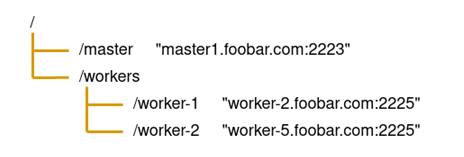 /
/master "master1.foobar.com:2223"
/workers
/worker-1 "worker-2.foobar.com:2225"
/worker-2 "worker-5.foobar.com:2225"